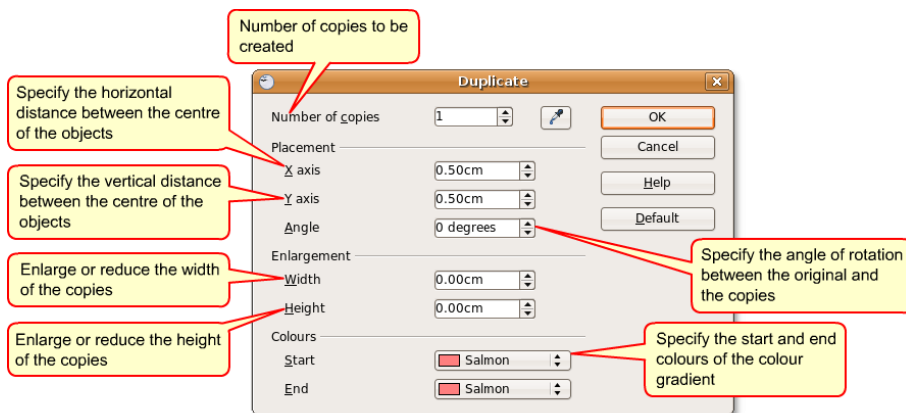 Number of copies to be
created
Specify the horizontal
distance between the centre
of the objects
Specify the vertical distance
between the centre of the
objects
Enlarge or reduce the width
of the copies
Enlarge or reduce the height
of the copies
Duplicate
Number of copies 1
OK
Placement
Cancel
X axis 0.50cm
Help
Y axis 0.50cm
Default
Angle 0 degrees
Enlargement
Width 0.00cm
Height 0.00cm
Colours
Start Salmon
End Salmon
Specify the angle of rotation
between the original and
the copies
Specify the start and end
colours of the colour
gradient